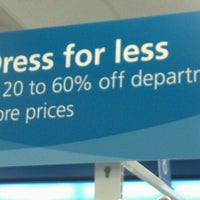 Dress for less
20 to 60% off departm
ore prices